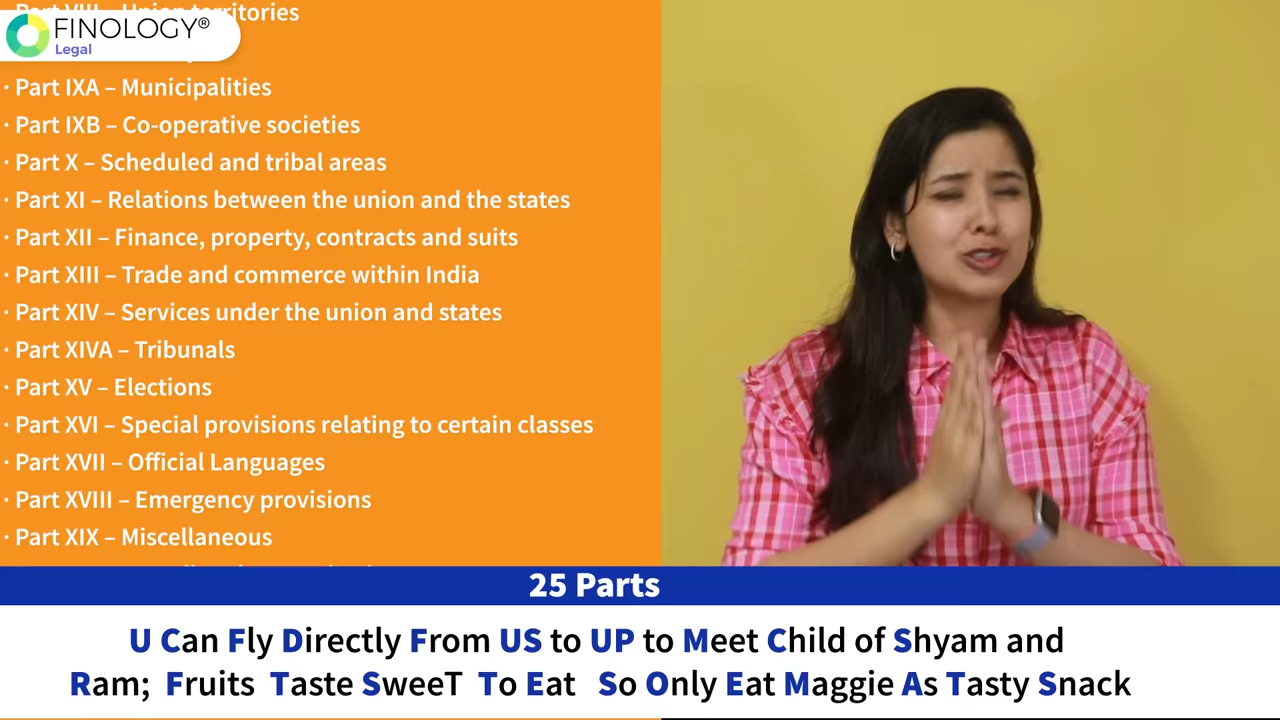 Part VIII – Union territories
FINOLOGY®
Legal
· Part IXA – Municipalities
· Part IXB – Co-operative societies
· Part X – Scheduled and tribal areas
· Part XI – Relations between the union and the states
· Part XII – Finance, property, contracts and suits
· Part XIII – Trade and commerce within India
· Part XIV – Services under the union and states
· Part XIVA – Tribunals
· Part XV – Elections
· Part XVI – Special provisions relating to certain classes
· Part XVII – Official Languages
· Part XVIII – Emergency provisions
· Part XIX – Miscellaneous
25 Parts
U Can Fly Directly From US to UP to Meet Child of Shyam and
Ram; Fruits Taste SweeT To Eat So Only Eat Maggie As Tasty Snack